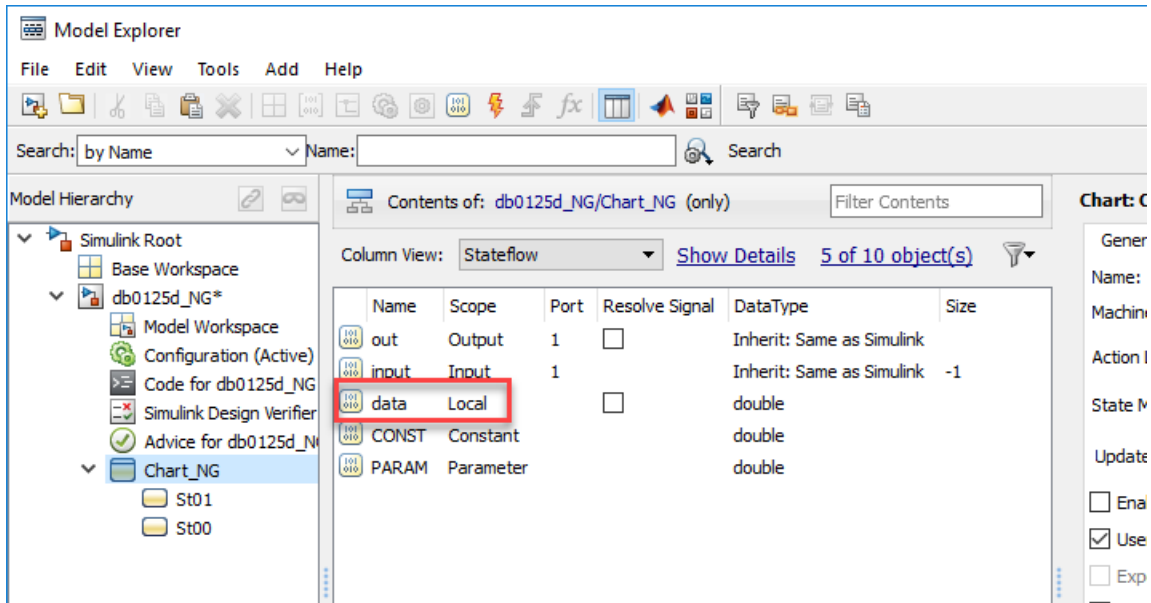 Model Explorer
File Edit View Tools Add Help
fx
Search: by Name Name: Search
Model Hierarchy
Simulink Root
Base Workspace
db0125d_NG*
Model Workspace
Configuration (Active)
Code for db0125d_NG
Simulink Design Verifier
Advice for db0125d_N
Chart_NG
St01
St00
Contents of: db0125d_NG/Chart_NG (only) Filter Contents
Column View: Stateflow Show Details 5 of 10 object(s)
Name Scope Port Resolve Signal DataType Size
out Output 1 Inherit: Same as Simulink
input Input 1 Inherit: Same as Simulink -1
data Local double
CONST Constant double
PARAM Parameter double
Chart: C
Gener
Name:
Machin
Action
State M
Update
Ena
Use
Exp